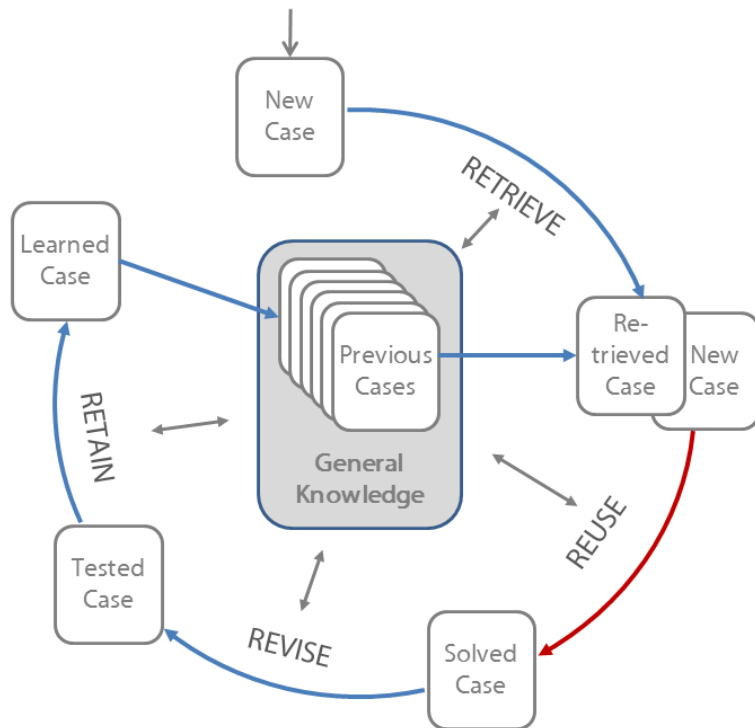 New
Case
RETRIEVE
Learned
Case
Re-
trieved
Case
New
Case
Previous
Cases
RETAIN
General
Knowledge
REUSE
Tested
Case
REVISE
Solved
Case